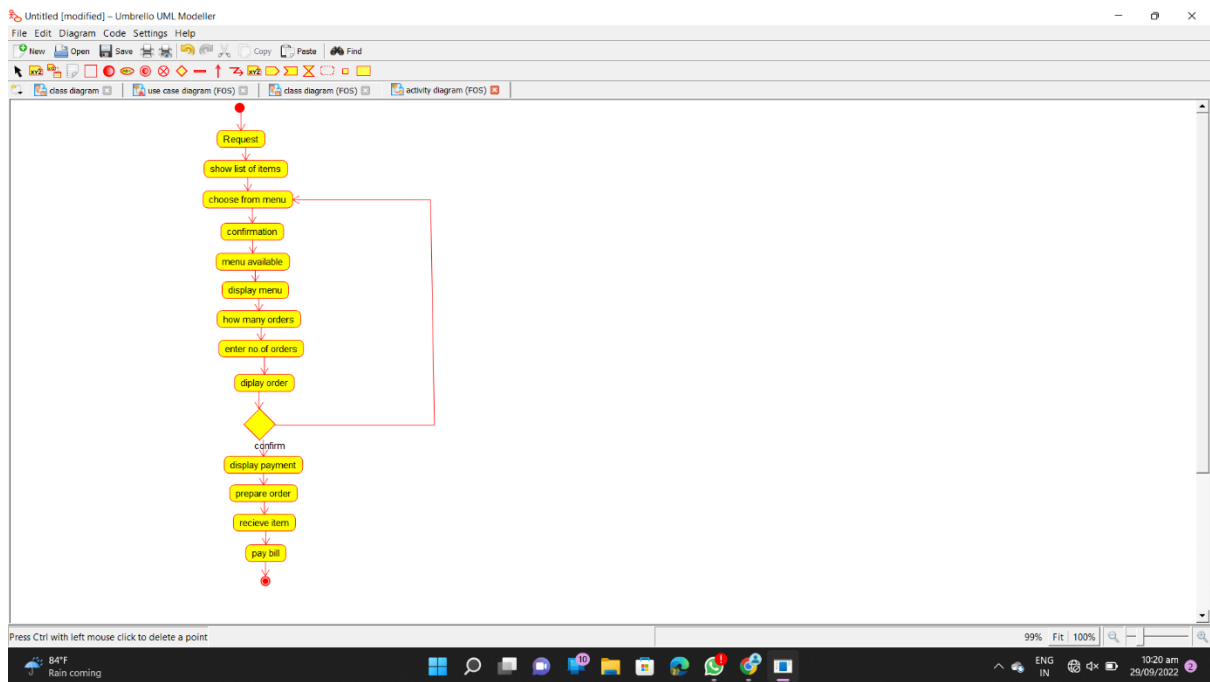 Untitled [modified] – Umbrello UML Modeller
File Edit Diagram Code Settings Help
New Open Save Copy Paste Find
class diagram use case diagram (FOS) class diagram (FOS) activity diagram (FOS)
Request
show list of items
choose from menu
confirmation
menu available
display menu
how many orders
enter no.of orders
diplay order
confirm
display payment
prepare order
recieve item
pay bill
Press Ctrl with left mouse click to delete a point
99% Fit 100%
84°F
Rain coming
10
ENG
IN
10:20 am
29/09/2022
2